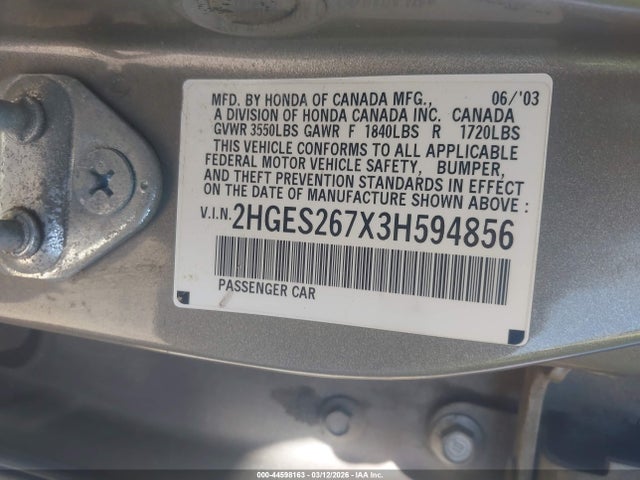 MFD. BY HONDA OF CANADA MFG., 06/'03
A DIVISION OF HONDA CANADA INC. CANADA
GVWR 3550LBS GAWR F 1840LBS R 1720LBS
THIS VEHICLE CONFORMS TO ALL APPLICABLE
FEDERAL MOTOR VEHICLE SAFETY, BUMPER,
AND THEFT PREVENTION STANDARDS IN EFFECT
ON THE DATE OF MANUFACTURE SHOWN ABOVE :
V.I.N. 2HGES267X3H594856
PASSENGER CAR
000-44598163 - 03/12/2026 - IAA Inc.